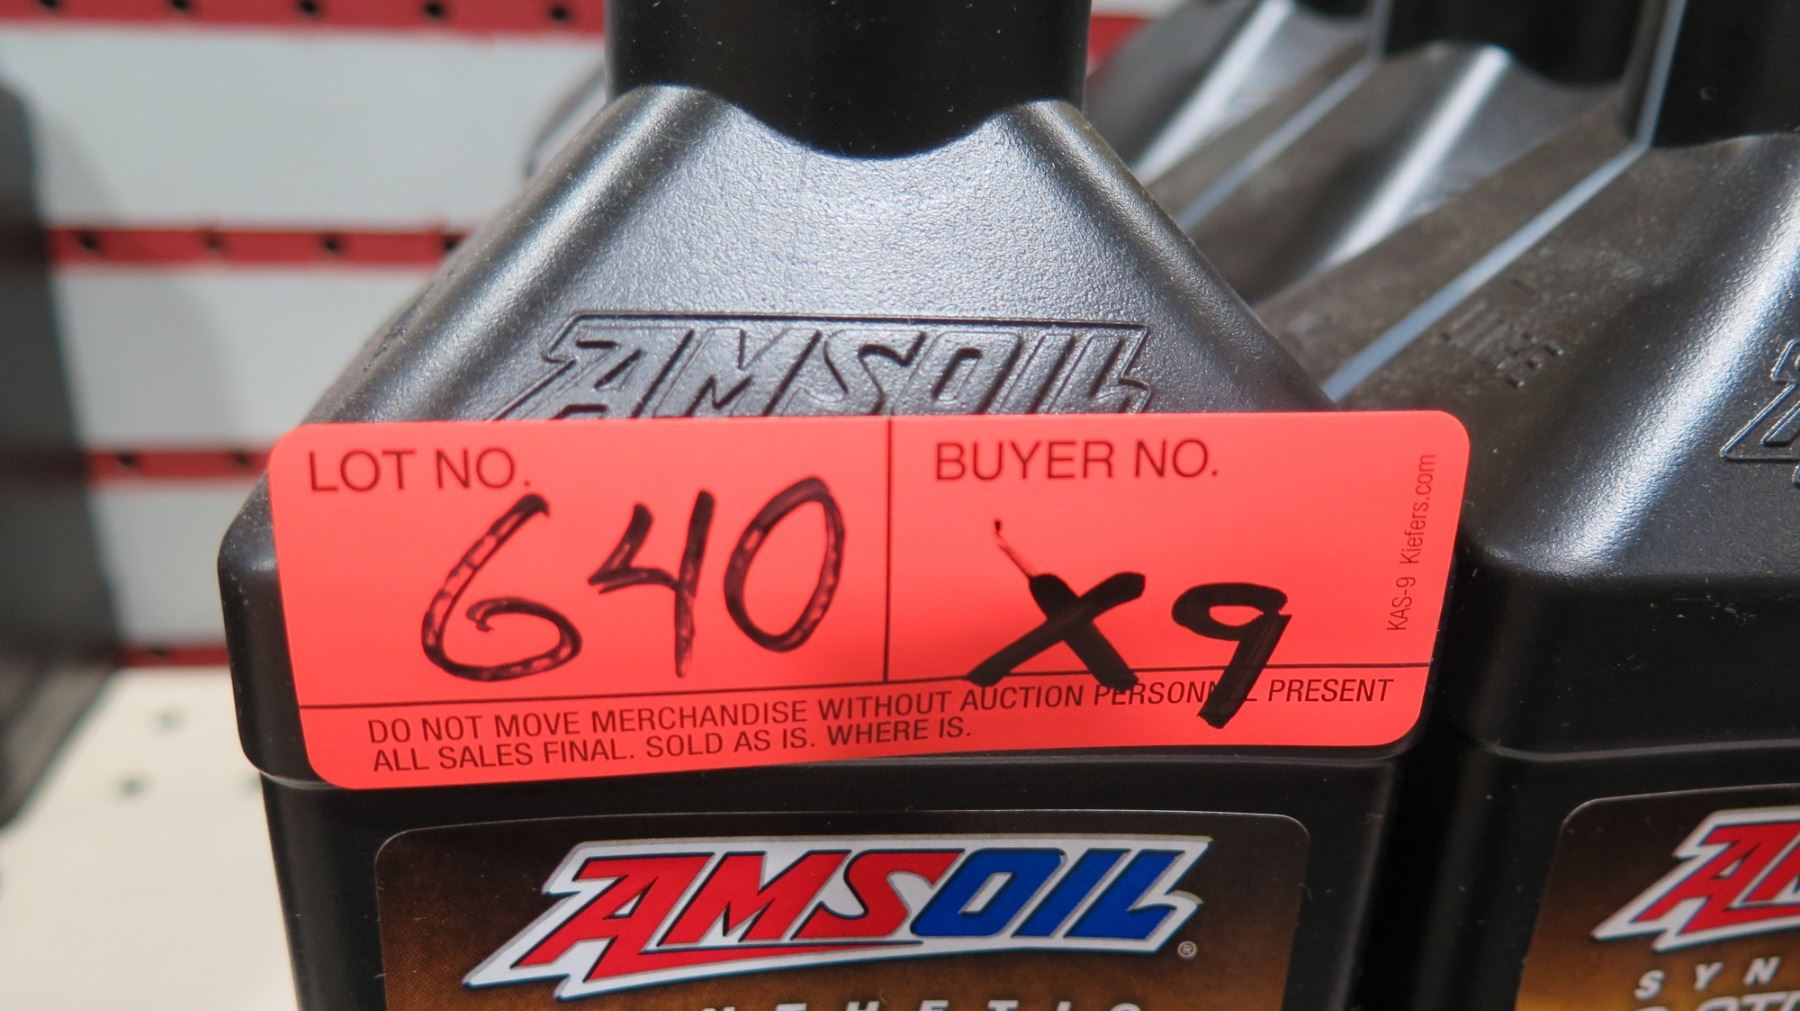 AMSOIL
LOT NO. BUYER NO.
640 X9
KAS-9 Kiefers.com
DO NOT MOVE MERCHANDISE WITHOUT AUCTION PERSONNEL PRESENT
ALL SALES FINAL. SOLD AS IS. WHERE IS.
AMSOIL®
SYN